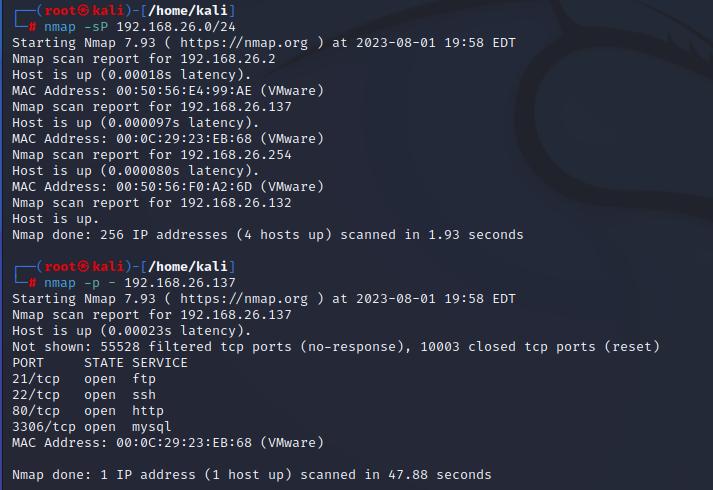 ┌──(root㉿kali)-[/home/kali]
└─# nmap -sP 192.168.26.0/24
Starting Nmap 7.93 ( https://nmap.org ) at 2023-08-01 19:58 EDT
Nmap scan report for 192.168.26.2
Host is up (0.00018s latency).
MAC Address: 00:50:56:E4:99:AE (VMware)
Nmap scan report for 192.168.26.137
Host is up (0.000097s latency).
MAC Address: 00:0C:29:23:EB:68 (VMware)
Nmap scan report for 192.168.26.254
Host is up (0.000080s latency).
MAC Address: 00:50:56:F0:A2:6D (VMware)
Nmap scan report for 192.168.26.132
Host is up.
Nmap done: 256 IP addresses (4 hosts up) scanned in 1.93 seconds
┌──(root㉿kali)-[/home/kali]
└─# nmap -p - 192.168.26.137
Starting Nmap 7.93 ( https://nmap.org ) at 2023-08-01 19:58 EDT
Nmap scan report for 192.168.26.137
Host is up (0.00023s latency).
Not shown: 55528 filtered tcp ports (no-response), 10003 closed tcp ports (reset)
PORT     STATE SERVICE
21/tcp   open  ftp
22/tcp   open  ssh
80/tcp   open  http
3306/tcp open  mysql
MAC Address: 00:0C:29:23:EB:68 (VMware)
Nmap done: 1 IP address (1 host up) scanned in 47.88 seconds